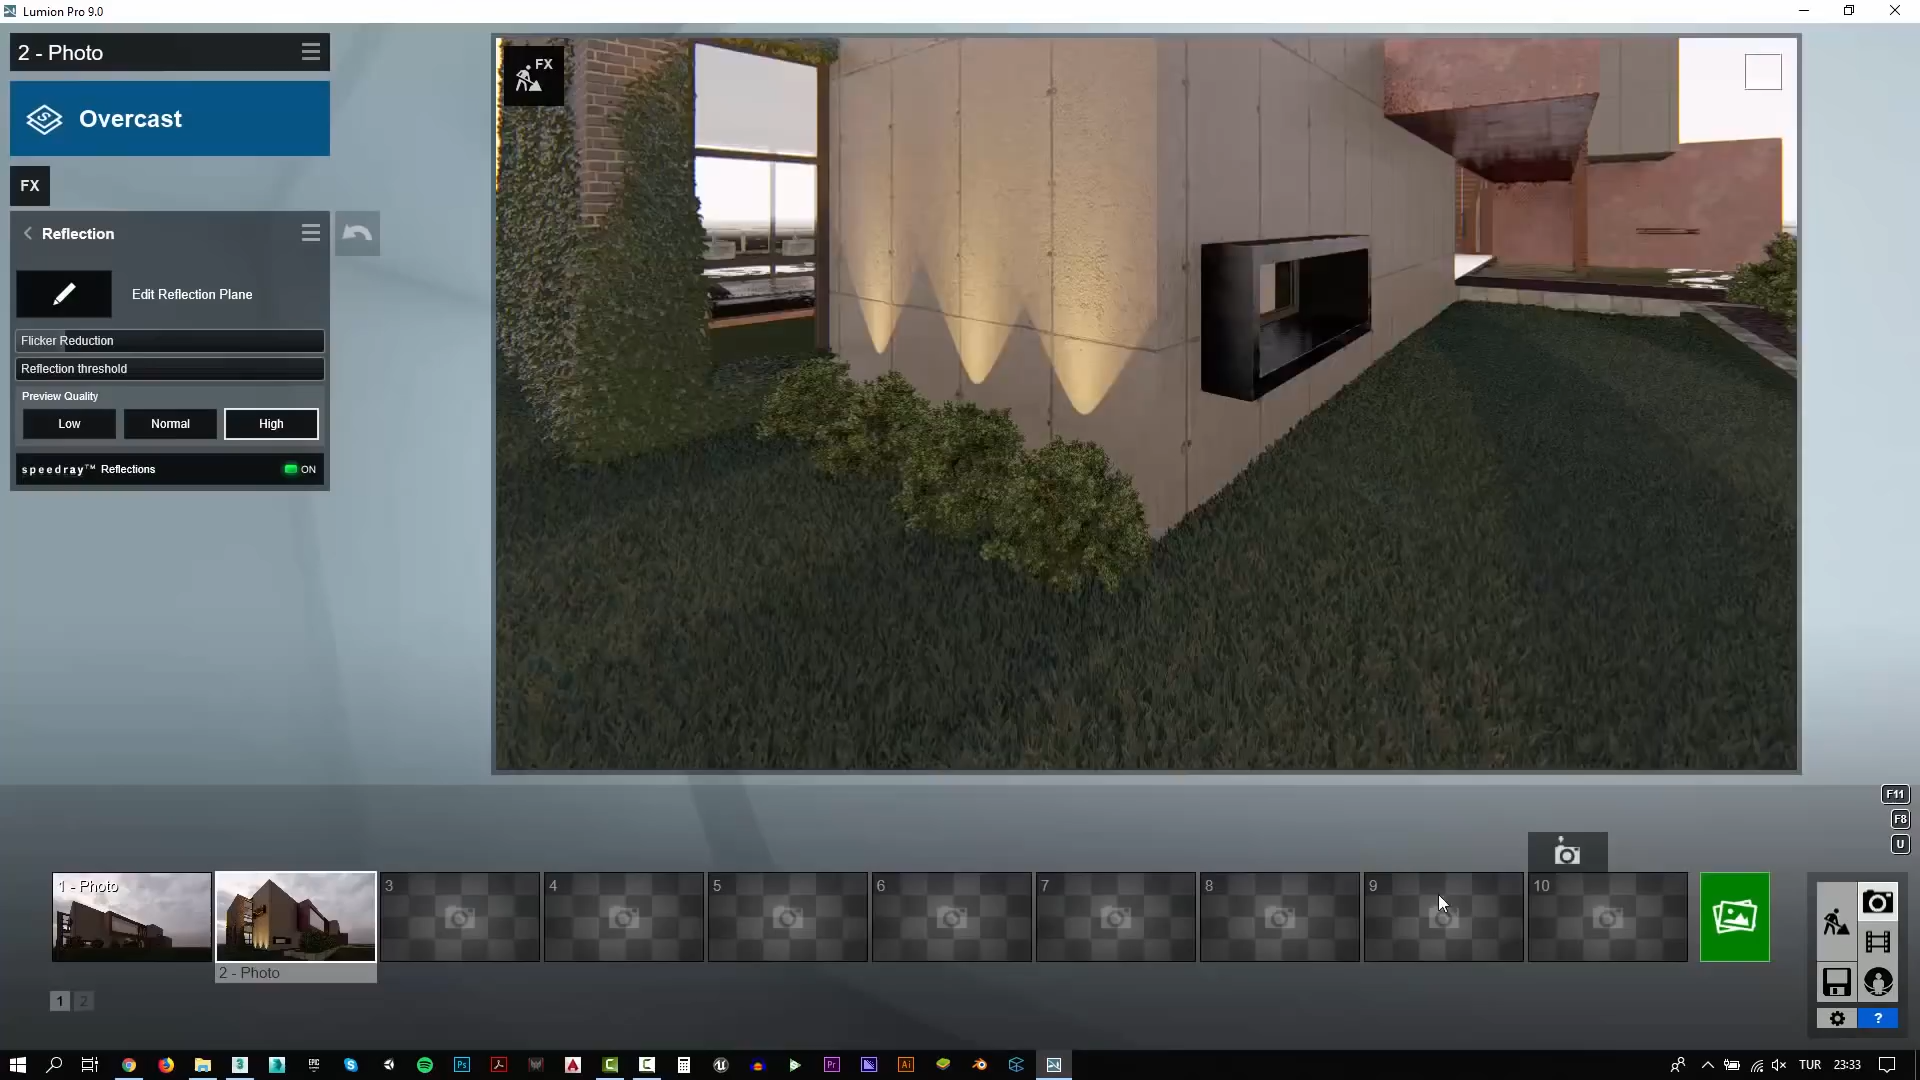 Lumion Pro 9.0
2 - Photo
Overcast
FX
FX
Reflection
Edit Reflection Plane
Flicker Reduction
Reflection threshold
Preview Quality
Low Normal High
speedray™ Reflections ON
F11
F8
U
1 - Photo 3 4 5 6 7 8 9 10
2 - Photo
1 2
?
TUR 23:33